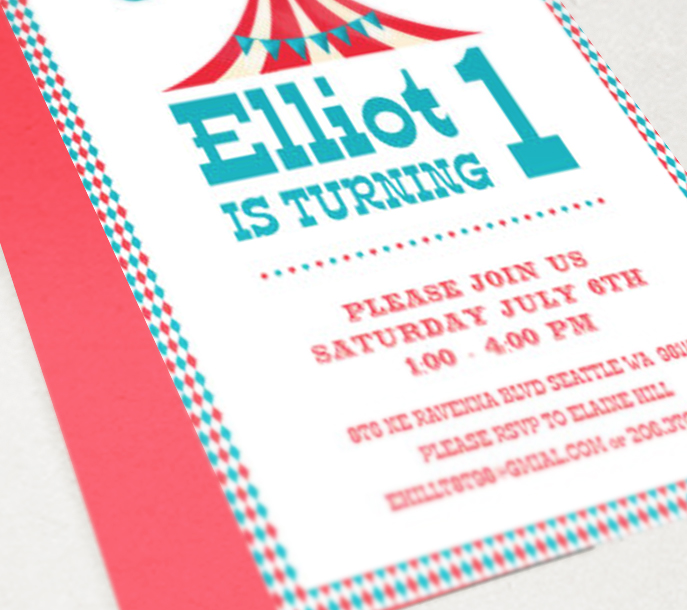 Elliot 1
IS TURNING
PLEASE JOIN US
SATURDAY JULY 6TH
1:00 - 4:00 PM
NE RAVENNA BLVD SEATTLE WA
PLEASE RSVP TO ELAINE HILL
or